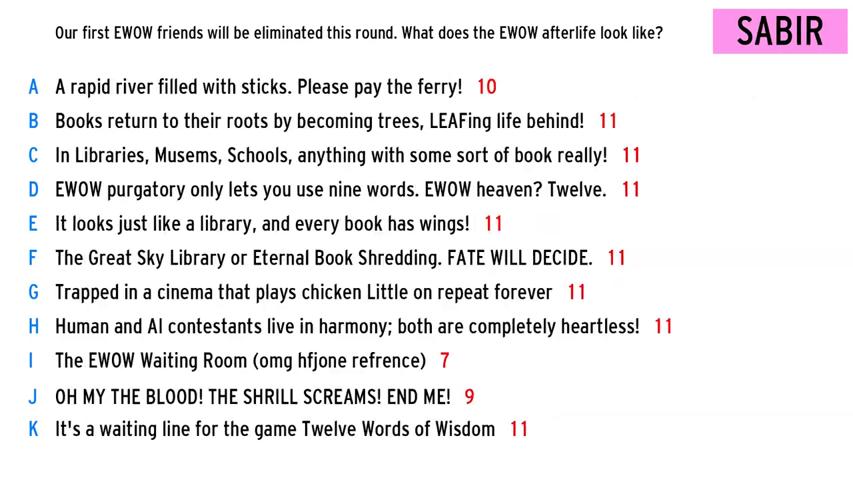 Our first EWOW friends will be eliminated this round. What does the EWOW afterlife look like?
SABIR
A A rapid river filled with sticks. Please pay the ferry! 10
B Books return to their roots by becoming trees, LEAFing life behind! 11
C In Libraries, Musems, Schools, anything with some sort of book really! 11
D EWOW purgatory only lets you use nine words. EWOW heaven? Twelve. 11
E It looks just like a library, and every book has wings! 11
F The Great Sky Library or Eternal Book Shredding. FATE WILL DECIDE. 11
G Trapped in a cinema that plays chicken Little on repeat forever 11
H Human and AI contestants live in harmony; both are completely heartless! 11
I The EWOW Waiting Room (omg hfjone refrence) 7
J OH MY THE BLOOD! THE SHRILL SCREAMS! END ME! 9
K It's a waiting line for the game Twelve Words of Wisdom 11